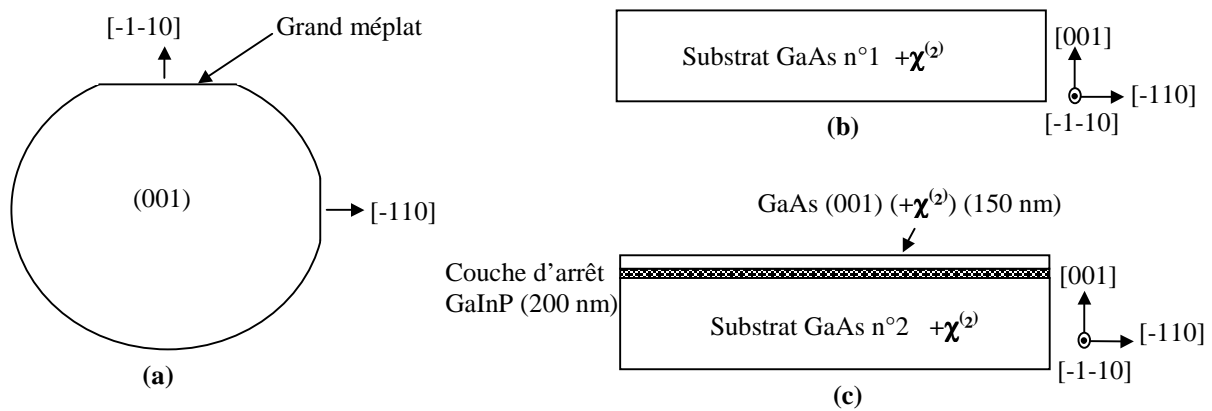 [-1-10]
Grand méplat
(001)
[-110]
(a)
Substrat GaAs n°1 +χ⁽²⁾
[001]
[-110]
[-1-10]
(b)
GaAs (001) (+χ⁽²⁾) (150 nm)
Couche d'arrêt
GaInP (200 nm)
Substrat GaAs n°2 +χ⁽²⁾
[001]
[-110]
[-1-10]
(c)